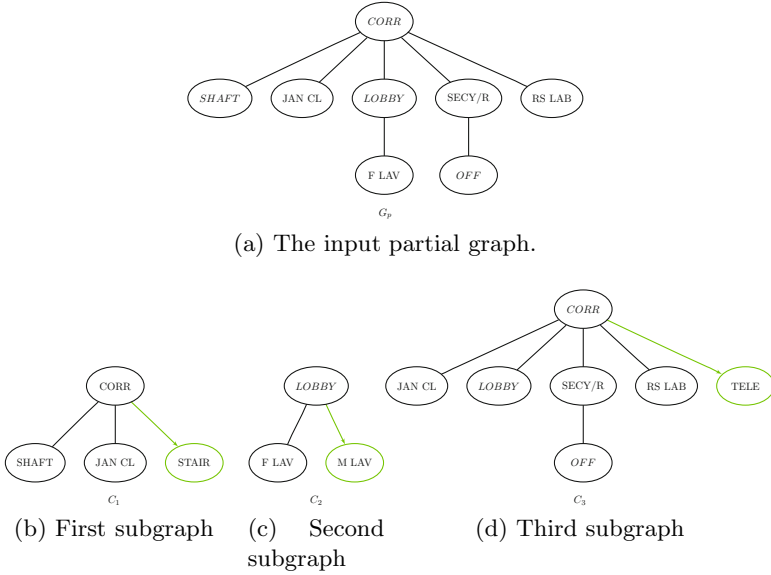 CORR
SHAFT JAN CL LOBBY SECY/R RS LAB
F LAV OFF
G_p
(a) The input partial graph.
CORR
SHAFT JAN CL STAIR
C_1
(b) First subgraph
LOBBY
F LAV M LAV
C_2
(c) Second
subgraph
CORR
JAN CL LOBBY SECY/R RS LAB TELE
OFF
C_3
(d) Third subgraph